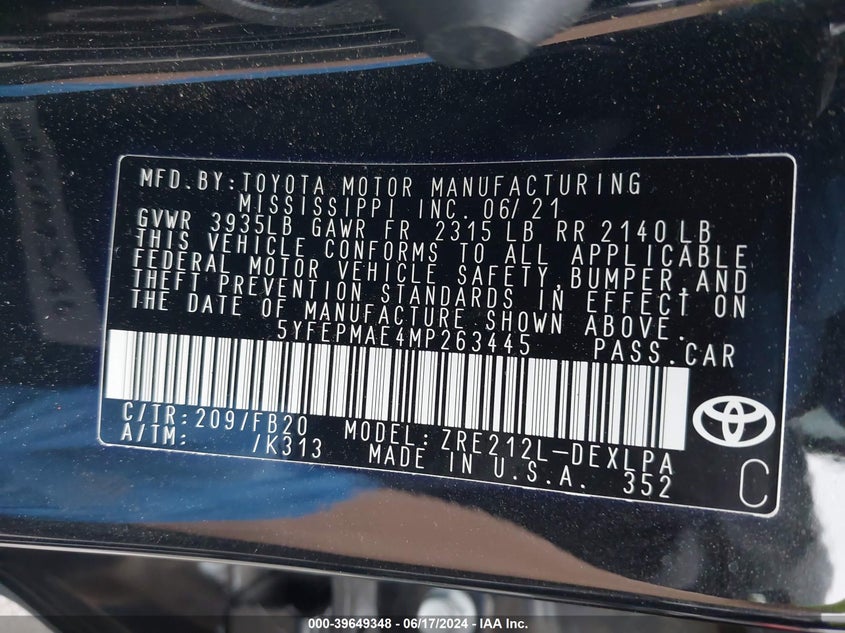 MFD.BY:TOYOTA MOTOR MANUFACTURING
MISSISSIPPI INC. 06/21
GVWR 3935LB GAWR FR 2315 LB RR 2140 LB
THIS VEHICLE CONFORMS TO ALL APPLICABLE
FEDERAL MOTOR VEHICLE SAFETY,BUMPER,AND
THEFT PREVENTION STANDARDS IN EFFECT ON
THE DATE OF MANUFACTURE SHOWN ABOVE.
5YFEPMAE4MP263445 PASS.CAR
C/TR:209/FB20 MODEL:ZRE212L-DEXLPA
A/TM: /K313 MADE IN U.S.A. 352
C
000-39649348 - 06/17/2024 - IAA Inc.